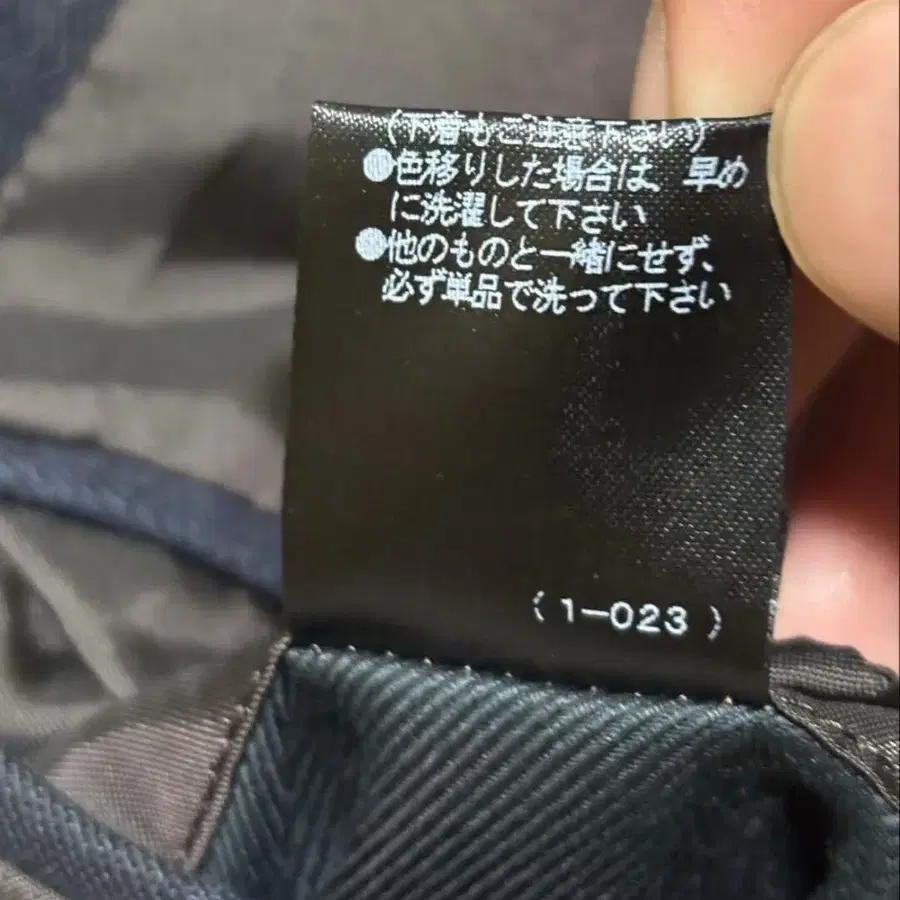 (下着もご注意下さい)
●色移りした場合は、早め
に洗濯して下さい
●他のものと一緒にせず、
必ず単品で洗って下さい
(1-023)